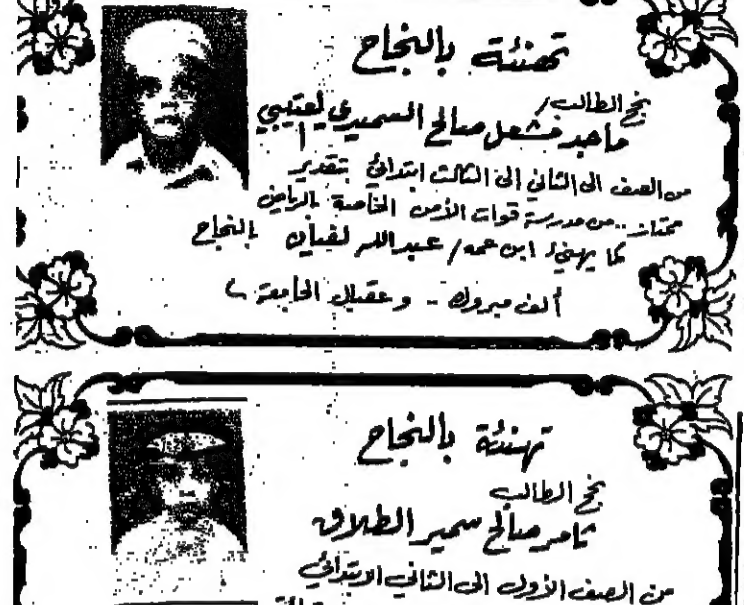 تهنئة بالنجاح
نجح الطالب/
ماجد مشعل صالح السميري العتيبي
من الصف الثاني إلى الثالث ابتدائي بتقدير
ممتاز .. من مدرسة قوات الأمن الخاصة بالرياض
كما يهنئ ابن عمه/ عبدالله لفيان بالنجاح
ألف مبروك - وعقبال الجامعة
تهنئة بالنجاح
نجح الطالب
ثامر صالح سمير الطلاق
من الصف الأول الى الثاني الابتدائي